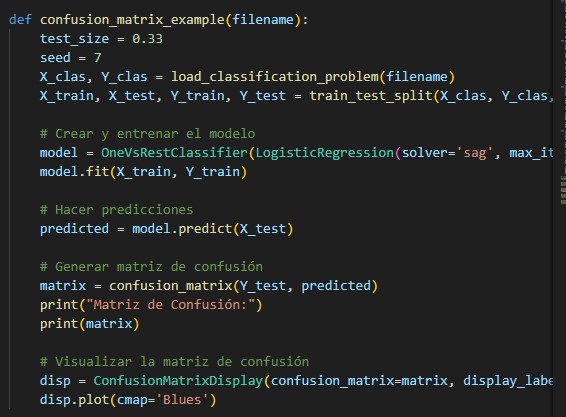 def confusion_matrix_example(filename):
    test_size = 0.33
    seed = 7
    X_clas, Y_clas = load_classification_problem(filename)
    X_train, X_test, Y_train, Y_test = train_test_split(X_clas, Y_clas,
    # Crear y entrenar el modelo
    model = OneVsRestClassifier(LogisticRegression(solver='sag', max_it
    model.fit(X_train, Y_train)
    # Hacer predicciones
    predicted = model.predict(X_test)
    # Generar matriz de confusión
    matrix = confusion_matrix(Y_test, predicted)
    print("Matriz de Confusión:")
    print(matrix)
    # Visualizar la matriz de confusión
    disp = ConfusionMatrixDisplay(confusion_matrix=matrix, display_labe
    disp.plot(cmap='Blues')